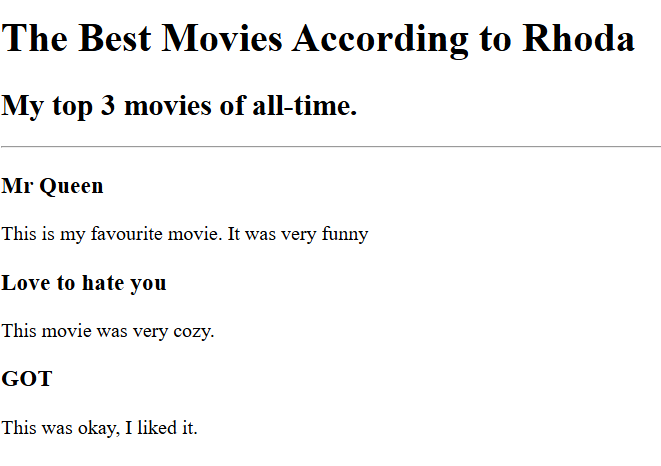 The Best Movies According to Rhoda
My top 3 movies of all-time.
Mr Queen
This is my favourite movie. It was very funny
Love to hate you
This movie was very cozy.
GOT
This was okay, I liked it.